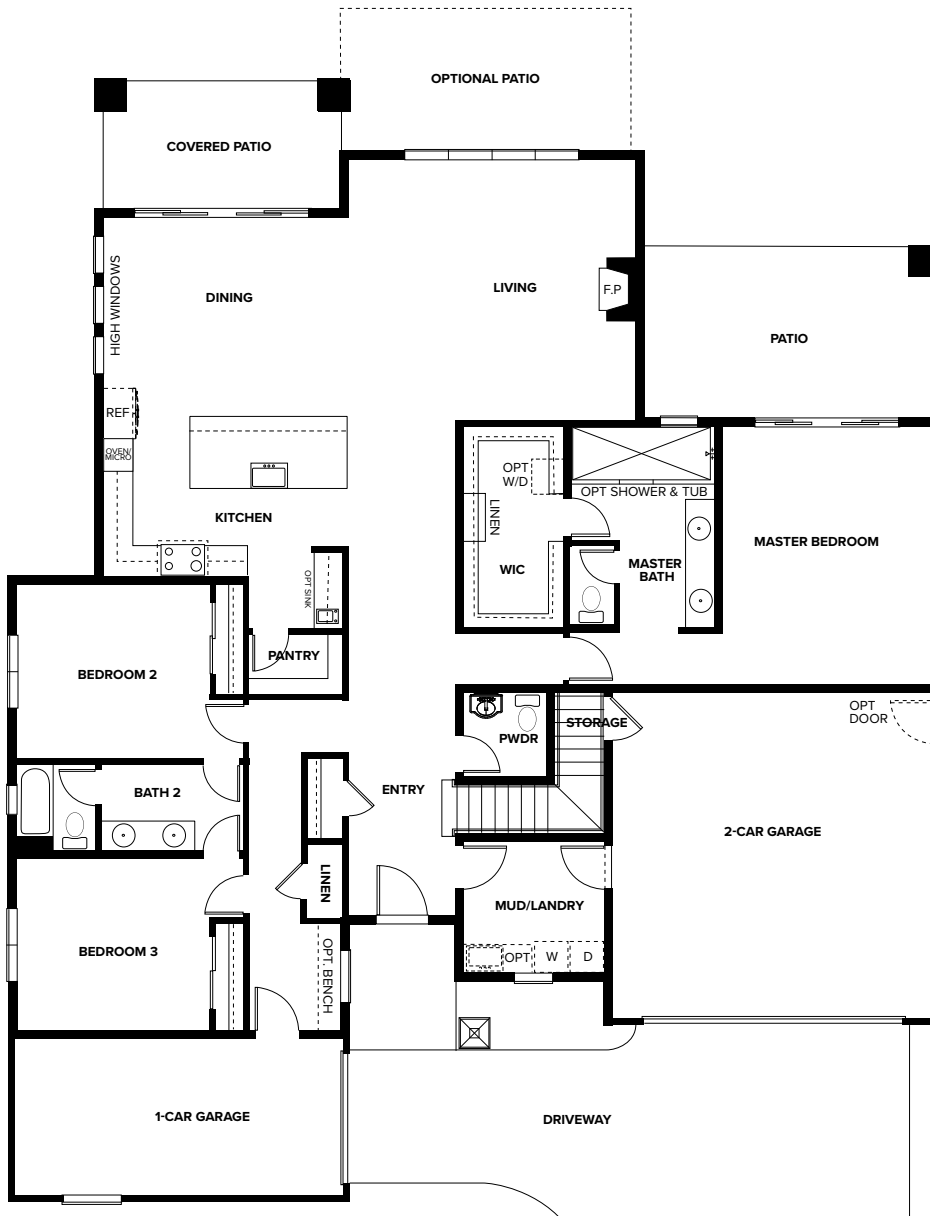 OPTIONAL PATIO
COVERED PATIO
HIGH WINDOWS
DINING
LIVING
F.P
PATIO
REF
OVEN/
MICRO
OPT
W/D
LINEN
OPT SHOWER & TUB
KITCHEN
MASTER BEDROOM
WIC
MASTER
BATH
OPT SINK
PANTRY
BEDROOM 2
STORAGE
OPT
DOOR
PWDR
BATH 2
ENTRY
2-CAR GARAGE
LINEN
MUD/LANDRY
BEDROOM 3
OPT. BENCH
OPT
W
D
1-CAR GARAGE
DRIVEWAY